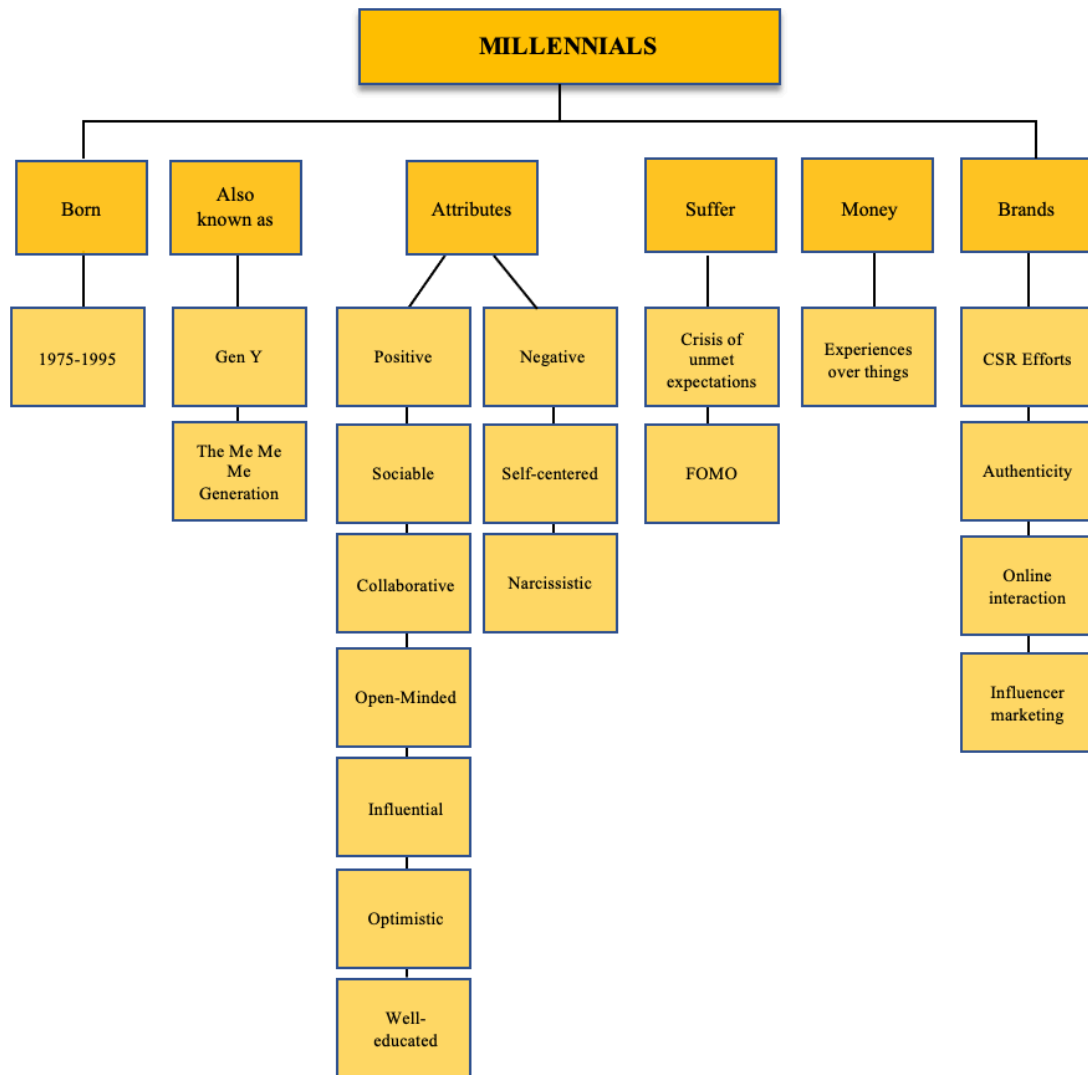 MILLENNIALS
Born
Also
known as
Attributes
Suffer
Money
Brands
1975-1995
Gen Y
The Me Me
Me
Generation
Positive
Sociable
Collaborative
Open-Minded
Influential
Optimistic
Well-
educated
Negative
Self-centered
Narcissistic
Crisis of
unmet
expectations
FOMO
Experiences
over things
CSR Efforts
Authenticity
Online
interaction
Influencer
marketing